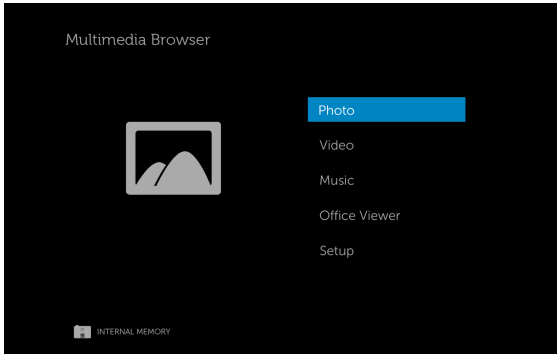 Multimedia Browser
Photo
Video
Music
Office Viewer
Setup
INTERNAL MEMORY